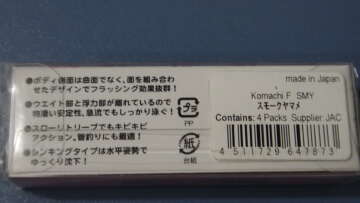 ●ボディ側面は曲面でなく、面を組み合わ
せたデザインでフラッシング効果抜群!
●ウエイト部と浮力部が離れているので
物凄い安定性、急流でもしっかり泳ぐ!
●スローリトリーブでもキビキビ
アクション。管釣りにも最適!
●シンキングタイプは水平姿勢で
ゆっくり沈下!
プラ
PP
紙
台紙
made in Japan
Komachi F SMY
スモークヤマメ
Contains: 4 Packs Supplier: JAC
4 511729 647873